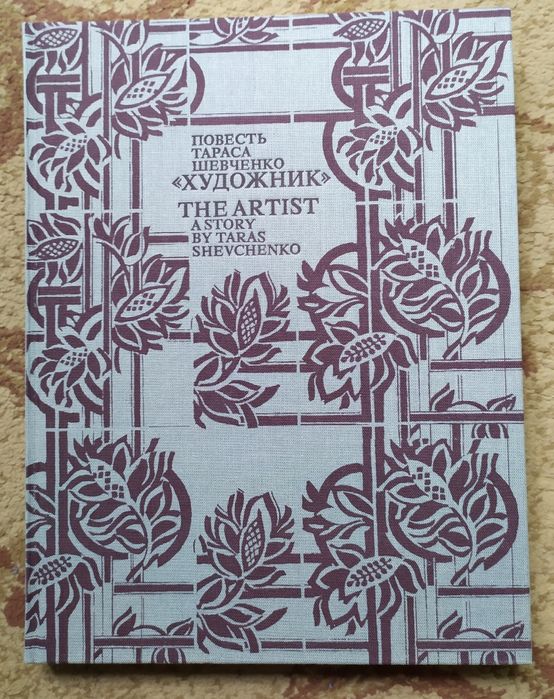 ПОВЕСТЬ
ТАРАСА
ШЕВЧЕНКО
«ХУДОЖНИК»
THE ARTIST
A STORY
BY TARAS
SHEVCHENKO